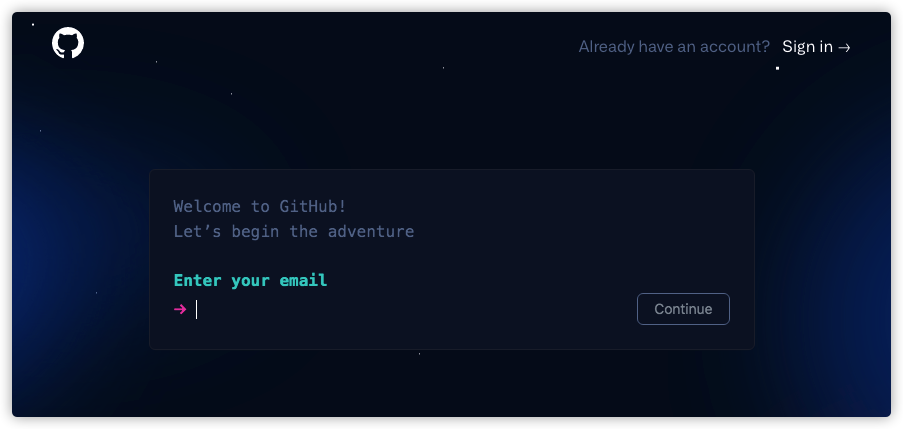 Already have an account? Sign in →
Welcome to GitHub!
Let’s begin the adventure
Enter your email
→
Continue